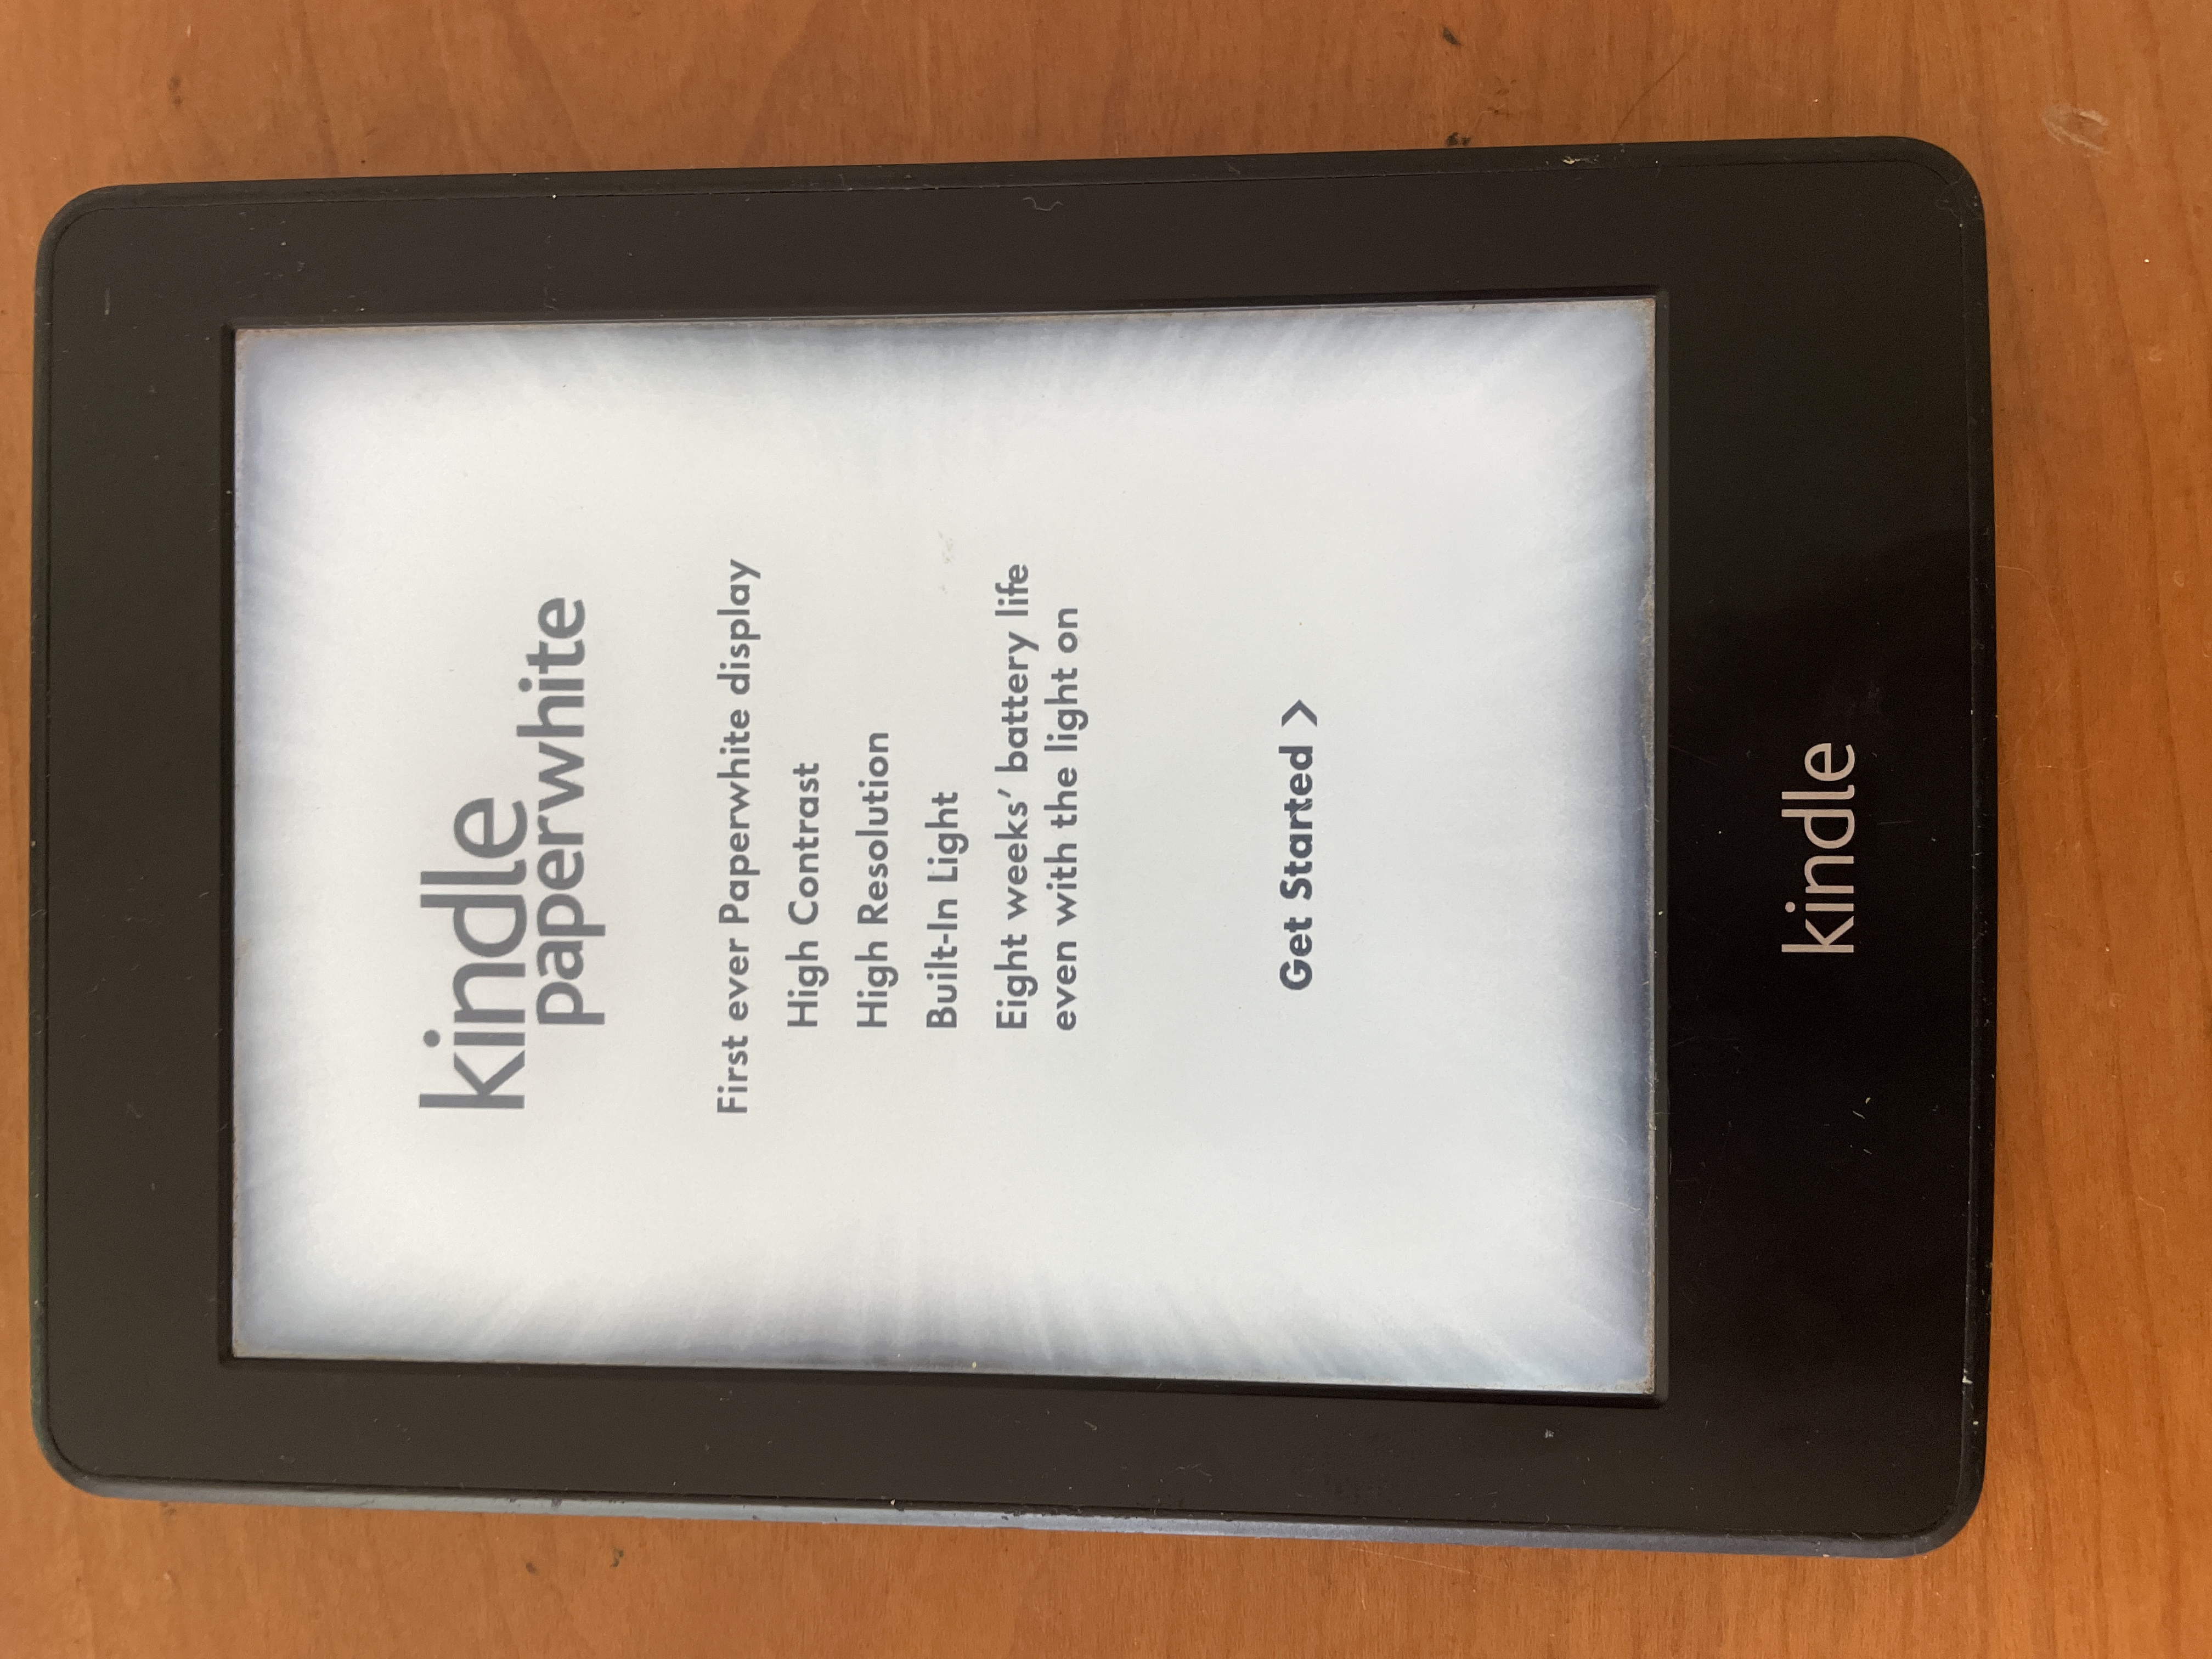 kindle
paperwhite
First ever Paperwhite display
High Contrast
High Resolution
Built-In Light
Eight weeks’ battery life
even with the light on
Get Started >
kindle